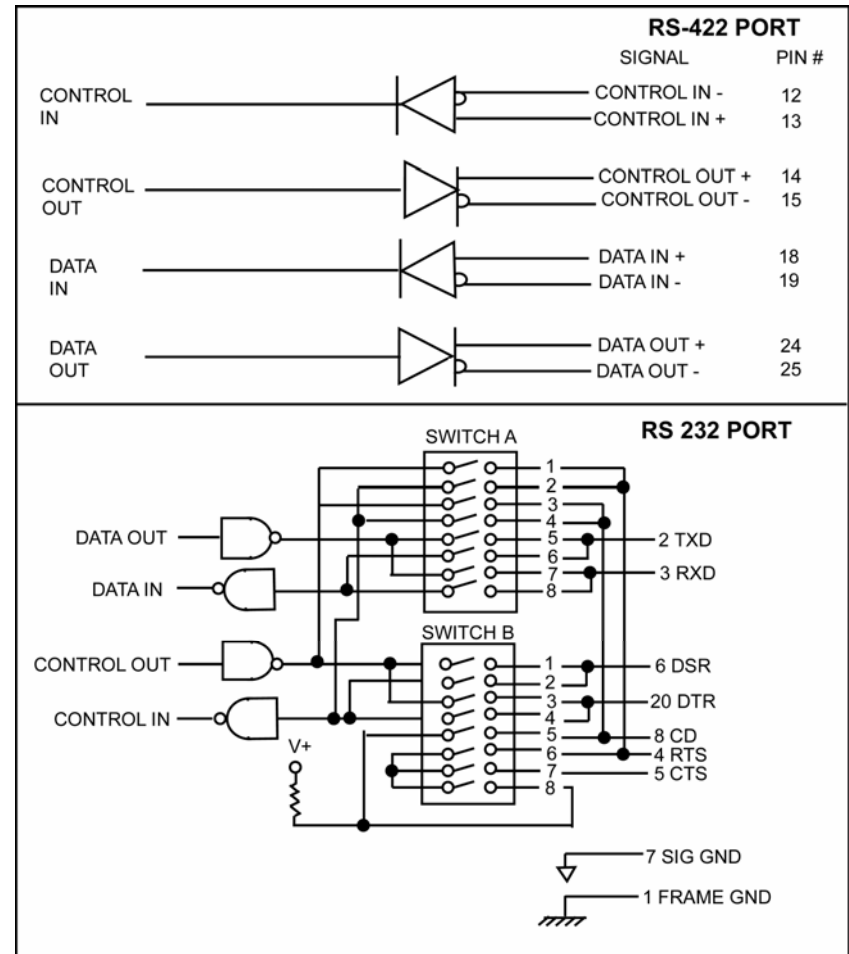 RS-422 PORT
SIGNAL PIN #
CONTROL IN
CONTROL IN - 12
CONTROL IN + 13
CONTROL OUT
CONTROL OUT + 14
CONTROL OUT - 15
DATA IN
DATA IN + 18
DATA IN - 19
DATA OUT
DATA OUT + 24
DATA OUT - 25
RS 232 PORT
SWITCH A
1
2
3
4
DATA OUT 5 2 TXD
6
DATA IN 7 3 RXD
8
SWITCH B
CONTROL OUT 1 6 DSR
2
3 20 DTR
CONTROL IN 4
5 8 CD
V+ 6 4 RTS
7 5 CTS
8
7 SIG GND
1 FRAME GND